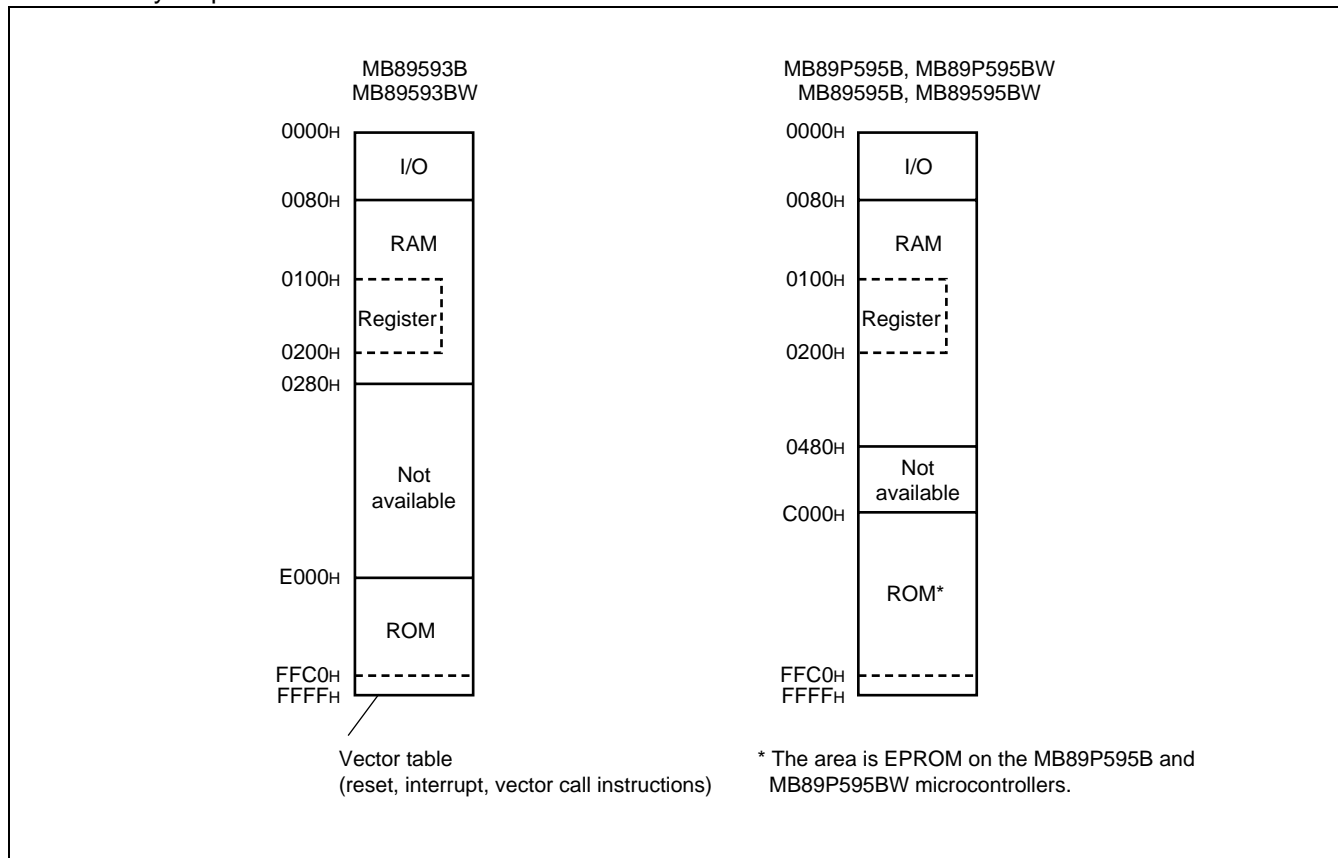 MB89593B
MB89593BW
0000H
I/O
0080H
RAM
0100H
Register
0200H
0280H
Not
available
E000H
ROM
FFC0H
FFFFH
Vector table
(reset, interrupt, vector call instructions)
MB89P595B, MB89P595BW
MB89595B, MB89595BW
0000H
I/O
0080H
RAM
0100H
Register
0200H
0480H
Not
available
C000H
ROM*
FFC0H
FFFFH
* The area is EPROM on the MB89P595B and
MB89P595BW microcontrollers.